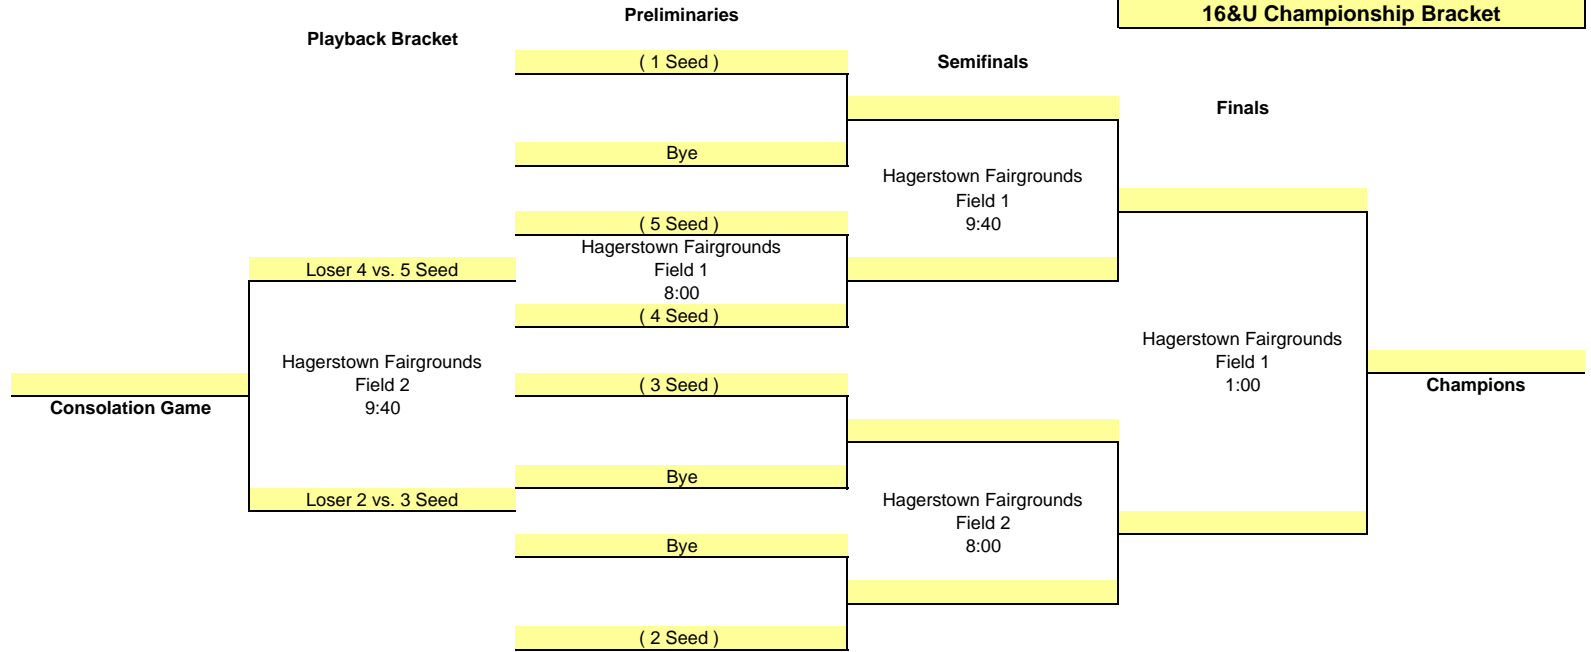 16&U Championship Bracket
Preliminaries
Playback Bracket
( 1 Seed )
Semifinals
Finals
Bye
Hagerstown Fairgrounds
Field 1
9:40
( 5 Seed )
Hagerstown Fairgrounds
Field 1
8:00
Loser 4 vs. 5 Seed
( 4 Seed )
Hagerstown Fairgrounds
Field 1
1:00
Hagerstown Fairgrounds
Field 2
9:40
( 3 Seed )
Champions
Consolation Game
Bye
Loser 2 vs. 3 Seed
Hagerstown Fairgrounds
Field 2
8:00
Bye
( 2 Seed )